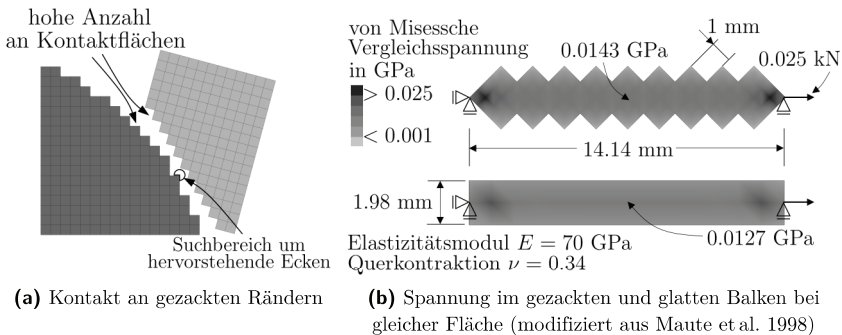 hohe Anzahl
an Kontaktflächen
Suchbereich um
hervorstehende Ecken
(a) Kontakt an gezackten Rändern
von Misessche
Vergleichsspannung
in GPa
> 0.025
< 0.001
0.0143 GPa
1 mm
0.025 kN
14.14 mm
1.98 mm
0.0127 GPa
Elastizitätsmodul E = 70 GPa
Querkontraktion ν = 0.34
(b) Spannung im gezackten und glatten Balken bei
gleicher Fläche (modifiziert aus Maute et al. 1998)